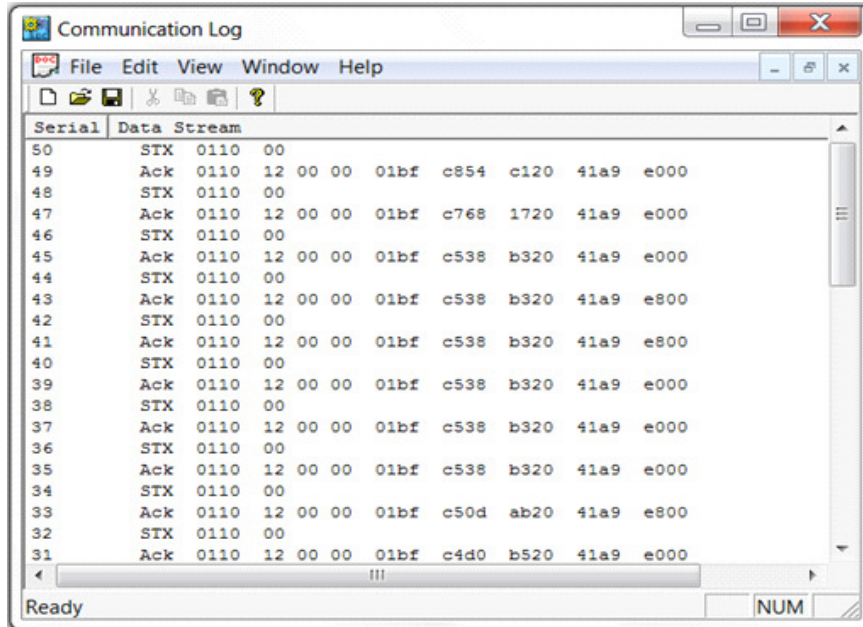 Communication Log
DOC File Edit View Window Help
Serial Data Stream
50 STX 0110 00
49 Ack 0110 12 00 00 01bf c854 c120 41a9 e000
48 STX 0110 00
47 Ack 0110 12 00 00 01bf c768 1720 41a9 e000
46 STX 0110 00
45 Ack 0110 12 00 00 01bf c538 b320 41a9 e000
44 STX 0110 00
43 Ack 0110 12 00 00 01bf c538 b320 41a9 e800
42 STX 0110 00
41 Ack 0110 12 00 00 01bf c538 b320 41a9 e800
40 STX 0110 00
39 Ack 0110 12 00 00 01bf c538 b320 41a9 e000
38 STX 0110 00
37 Ack 0110 12 00 00 01bf c538 b320 41a9 e000
36 STX 0110 00
35 Ack 0110 12 00 00 01bf c538 b320 41a9 e000
34 STX 0110 00
33 Ack 0110 12 00 00 01bf c50d ab20 41a9 e800
32 STX 0110 00
31 Ack 0110 12 00 00 01bf c4d0 b520 41a9 e000
Ready NUM